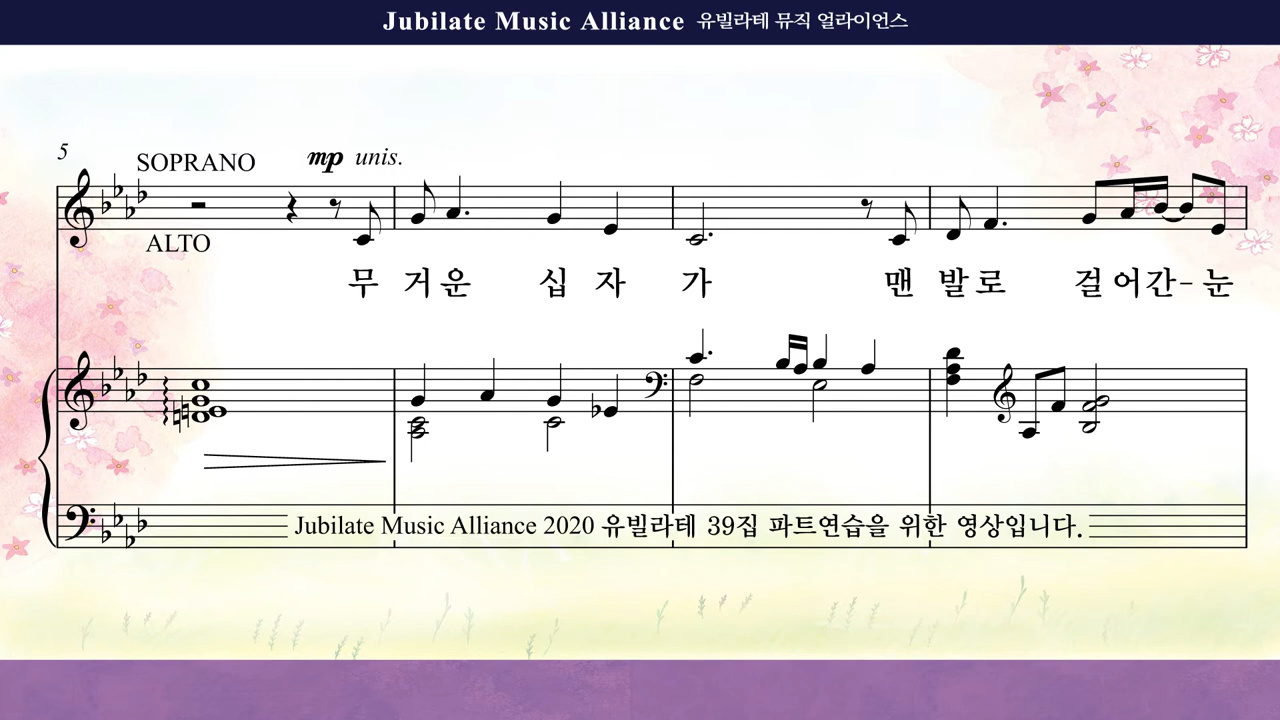 Jubilate Music Alliance 유빌라테 뮤직 얼라이언스
5
SOPRANO mp unis.
ALTO
무 거운 십 자 가 맨 발로 걸어간- 눈
Jubilate Music Alliance 2020 유빌라테 39집 파트연습을 위한 영상입니다.